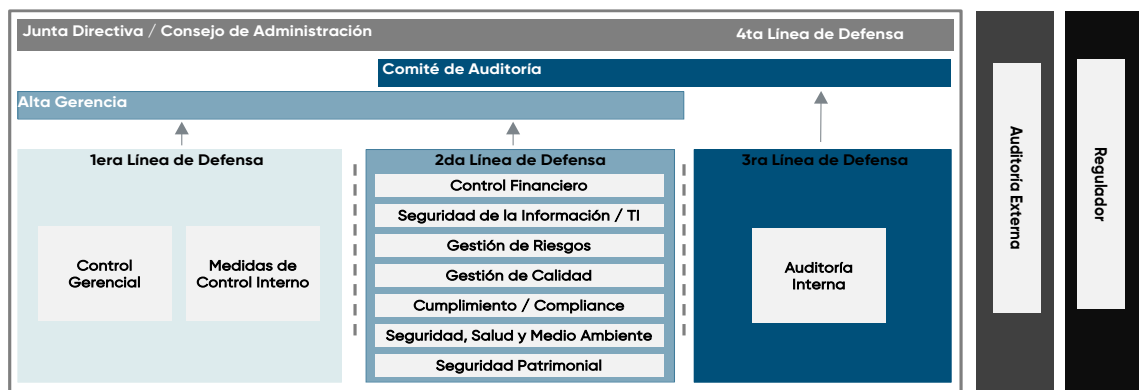 Junta Directiva / Consejo de Administración
4ta Línea de Defensa
Comité de Auditoría
Alta Gerencia
1era Línea de Defensa
Control
Gerencial
Medidas de
Control Interno
2da Línea de Defensa
Control Financiero
Seguridad de la Información / TI
Gestión de Riesgos
Gestión de Calidad
Cumplimiento / Compliance
Seguridad, Salud y Medio Ambiente
Seguridad Patrimonial
3ra Línea de Defensa
Auditoría
Interna
Auditoría Externa
Regulador